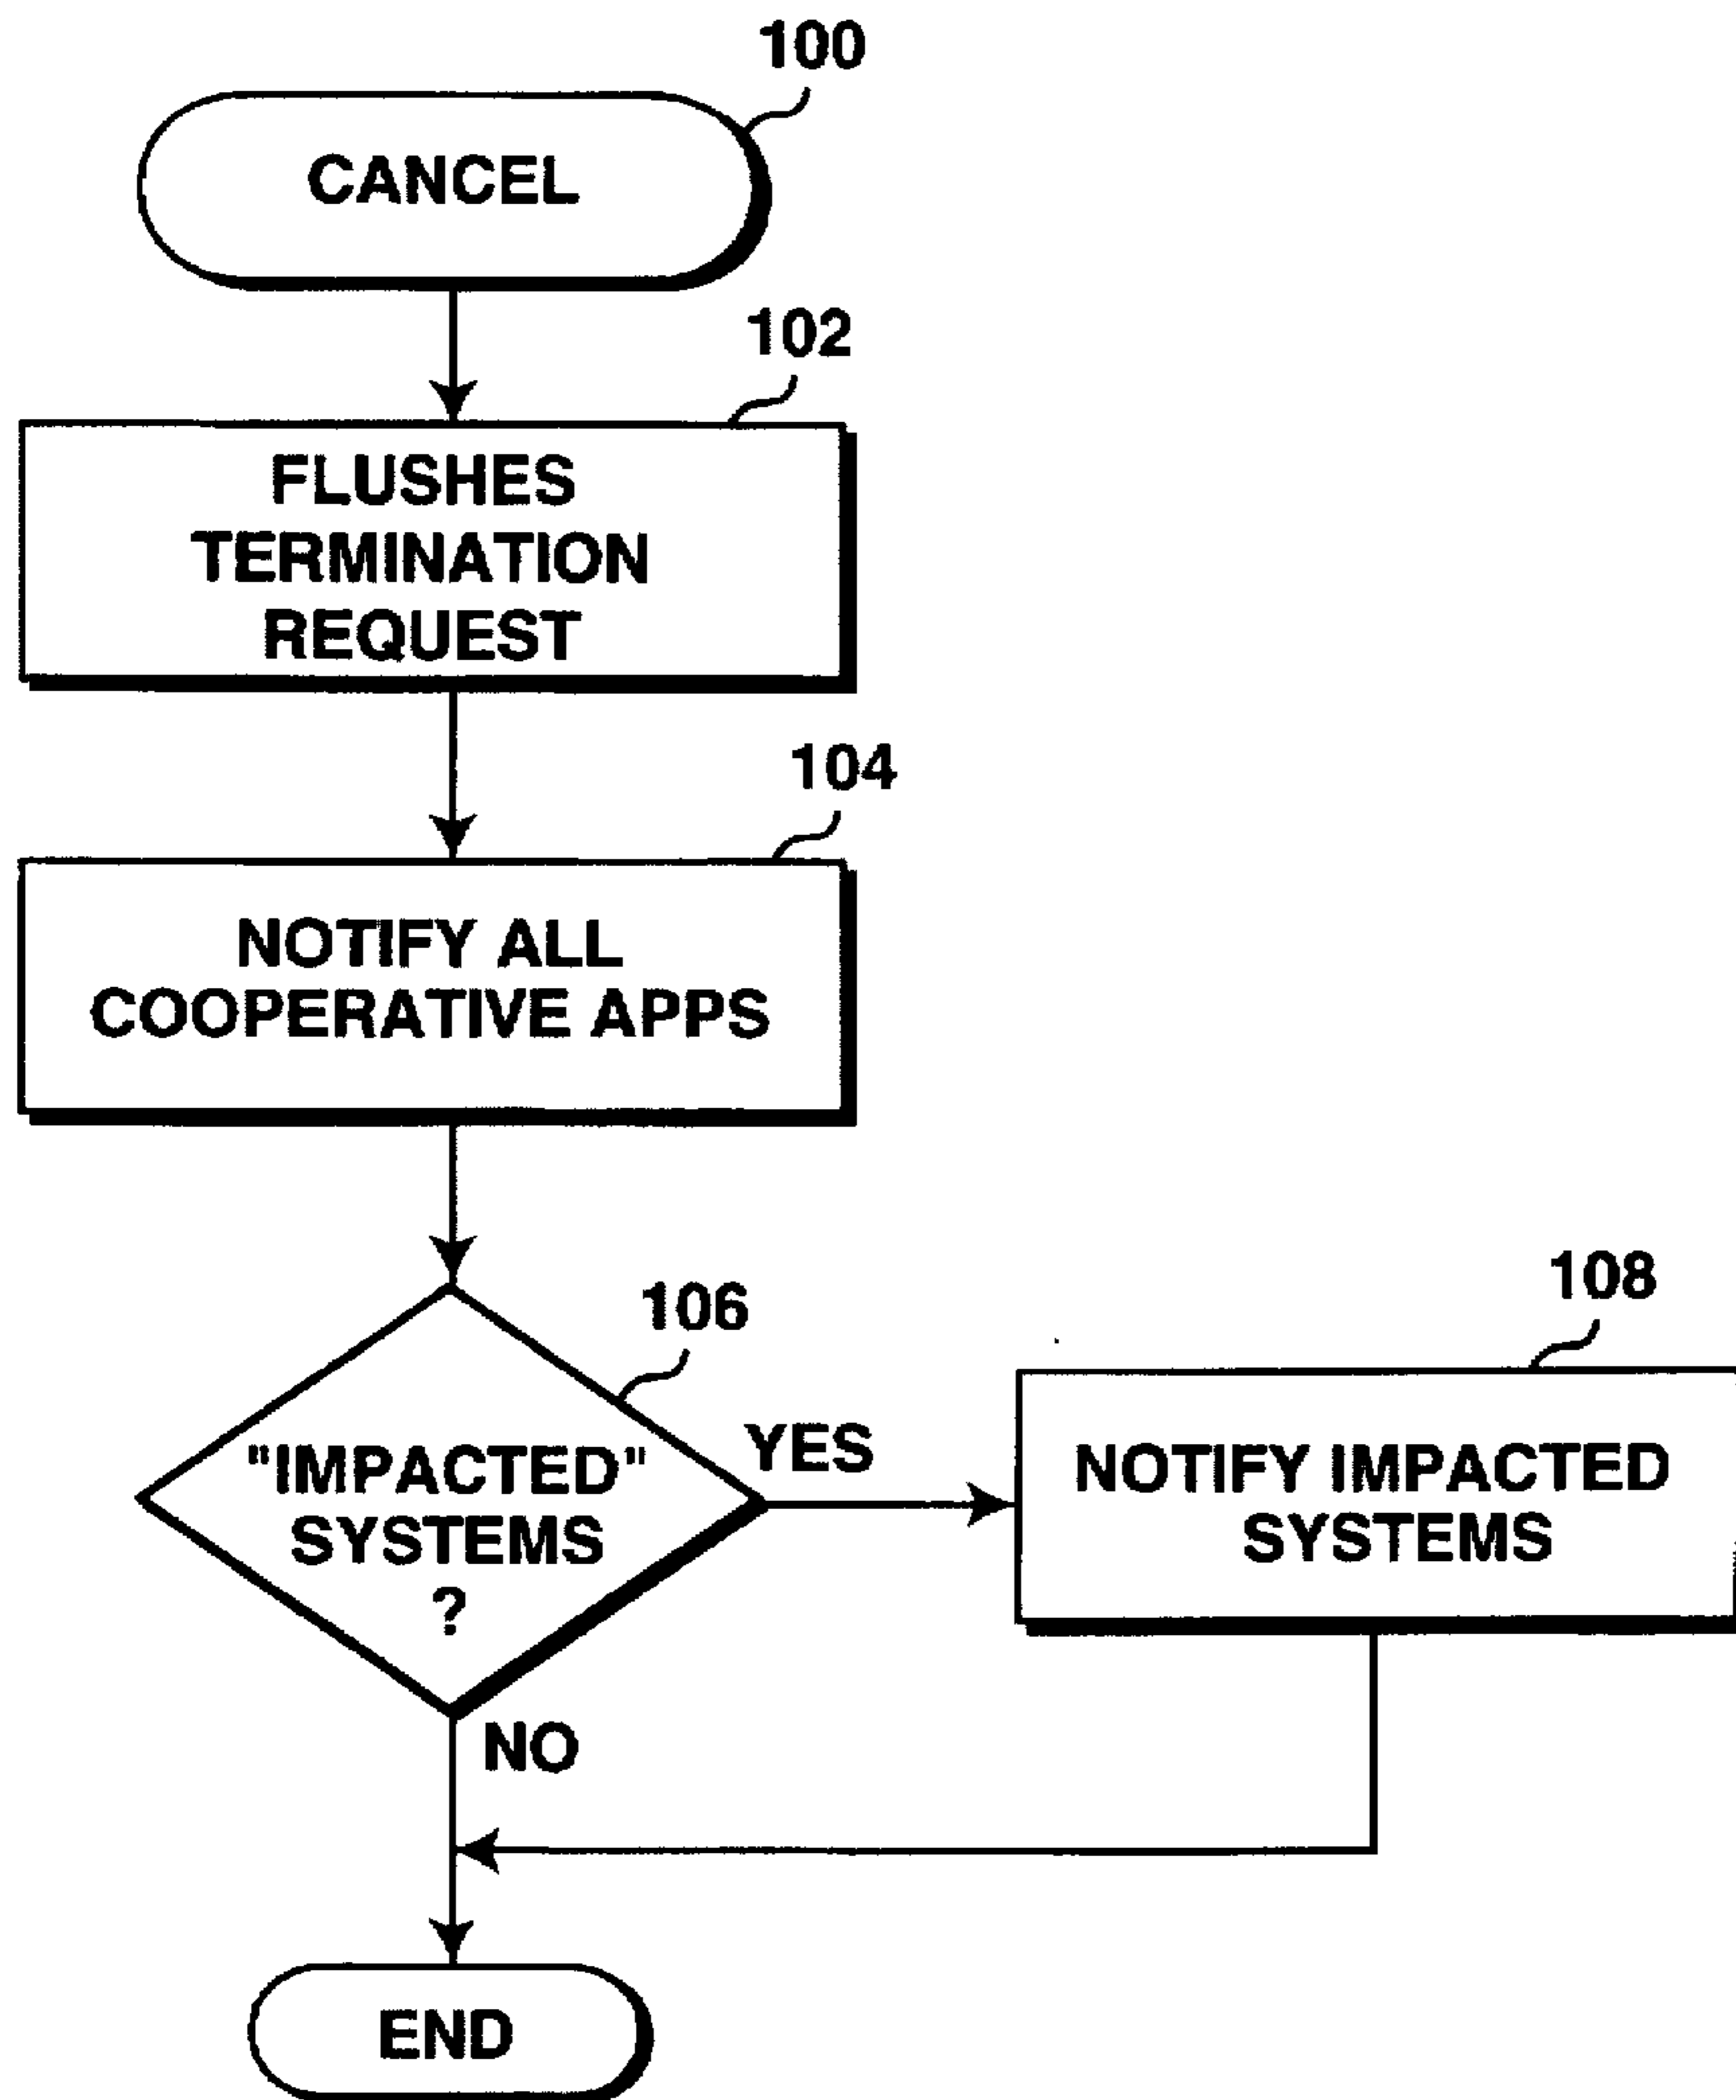 100
CANCEL
102
FLUSHES
TERMINATION
REQUEST
104
NOTIFY ALL
COOPERATIVE APPS
106
"IMPACTED"
SYSTEMS
?
YES
108
NOTIFY IMPACTED
SYSTEMS
NO
END